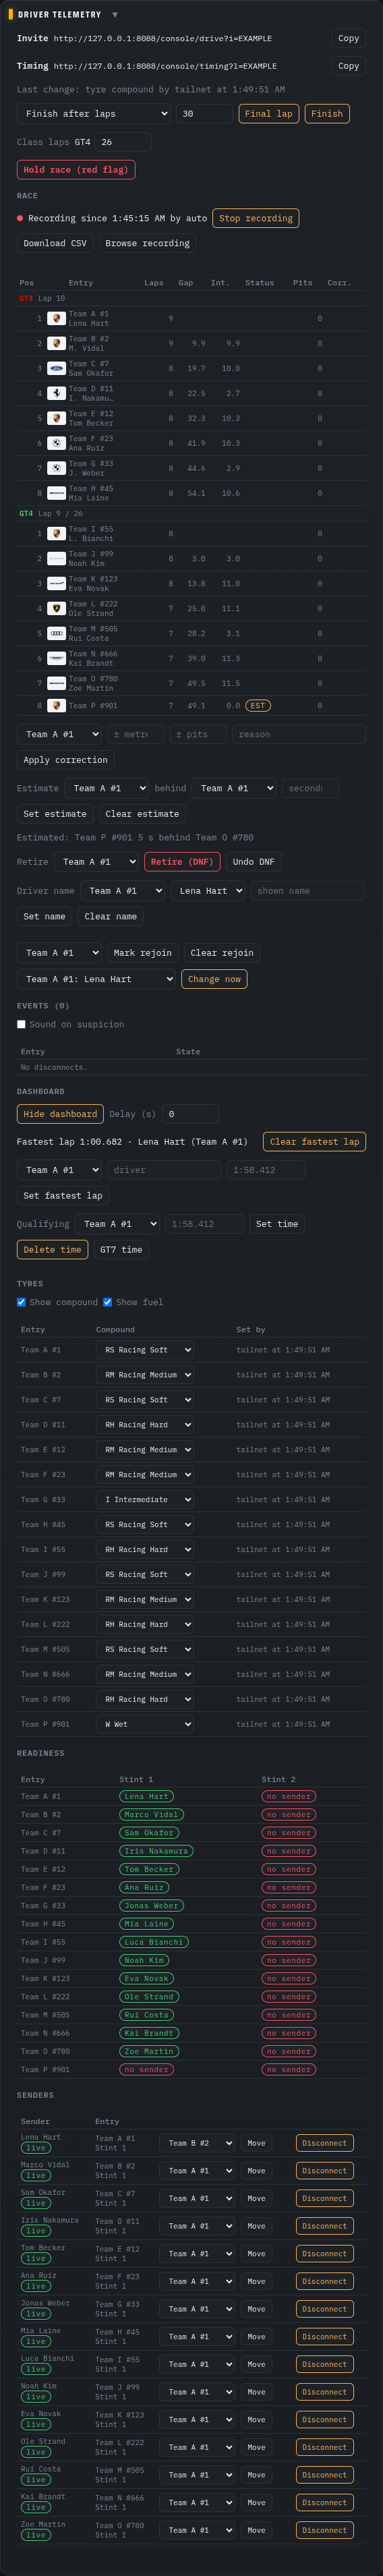 DRIVER TELEMETRY ▼
Invite http://127.0.0.1:8088/console/drive?i=EXAMPLE Copy
Timing http://127.0.0.1:8088/console/timing?l=EXAMPLE Copy
Last change: tyre compound by tailnet at 1:49:51 AM
Finish after laps 30 Final lap Finish
Class laps GT4 26
Hold race (red flag)
RACE
Recording since 1:45:15 AM by auto Stop recording
Download CSV Browse recording
Pos Entry Laps Gap Int. Status Pits Corr.
GT3 Lap 10
1 Team A #1 9 0
Lena Hart
2 Team B #2 9 9.9 9.9 0
M. Vidal
3 Team C #7 8 19.7 10.0 0
Sam Okafor
4 Team D #11 8 22.5 2.7 0
I. Nakamu…
5 Team E #12 8 32.3 10.3 0
Tom Becker
6 Team F #23 8 41.9 10.3 0
Ana Ruiz
7 Team G #33 8 44.6 2.9 0
J. Weber
8 Team H #45 8 54.1 10.6 0
Mia Laine
GT4 Lap 9 / 26
1 Team I #55 8 0
L. Bianchi
2 Team J #99 8 3.0 3.0 0
Noah Kim
3 Team K #123 8 13.8 11.0 0
Eva Novak
4 Team L #222 7 25.0 11.1 0
Ole Strand
5 Team M #505 7 28.2 3.1 0
Rui Costa
6 Team N #666 7 39.0 11.3 0
Kai Brandt
7 Team O #780 7 49.5 11.5 0
Zoe Martin
8 Team P #901 7 49.1 0.0 EST 0
Team A #1 ± metr ± pits reason
Apply correction
Estimate Team A #1 behind Team A #1 second
Set estimate Clear estimate
Estimated: Team P #901 5 s behind Team O #780
Retire Team A #1 Retire (DNF) Undo DNF
Driver name Team A #1 Lena Hart shown name
Set name Clear name
Team A #1 Mark rejoin Clear rejoin
Team A #1: Lena Hart Change now
EVENTS (0)
Sound on suspicion
Entry State
No disconnects.
DASHBOARD
Hide dashboard Delay (s) 0
Fastest lap 1:00.682 · Lena Hart (Team A #1) Clear fastest lap
Team A #1 driver 1:58.412
Set fastest lap
Qualifying Team A #1 1:58.412 Set time
Delete time GT7 time
TYRES
Show compound Show fuel
Entry Compound Set by
Team A #1 RS Racing Soft tailnet at 1:49:51 AM
Team B #2 RM Racing Medium tailnet at 1:49:51 AM
Team C #7 RS Racing Soft tailnet at 1:49:51 AM
Team D #11 RH Racing Hard tailnet at 1:49:51 AM
Team E #12 RM Racing Medium tailnet at 1:49:51 AM
Team F #23 RM Racing Medium tailnet at 1:49:51 AM
Team G #33 I Intermediate tailnet at 1:49:51 AM
Team H #45 RS Racing Soft tailnet at 1:49:51 AM
Team I #55 RH Racing Hard tailnet at 1:49:51 AM
Team J #99 RS Racing Soft tailnet at 1:49:51 AM
Team K #123 RM Racing Medium tailnet at 1:49:51 AM
Team L #222 RH Racing Hard tailnet at 1:49:51 AM
Team M #505 RS Racing Soft tailnet at 1:49:51 AM
Team N #666 RM Racing Medium tailnet at 1:49:51 AM
Team O #780 RH Racing Hard tailnet at 1:49:51 AM
Team P #901 W Wet tailnet at 1:49:51 AM
READINESS
Entry Stint 1 Stint 2
Team A #1 Lena Hart no sender
Team B #2 Marco Vidal no sender
Team C #7 Sam Okafor no sender
Team D #11 Iris Nakamura no sender
Team E #12 Tom Becker no sender
Team F #23 Ana Ruiz no sender
Team G #33 Jonas Weber no sender
Team H #45 Mia Laine no sender
Team I #55 Luca Bianchi no sender
Team J #99 Noah Kim no sender
Team K #123 Eva Novak no sender
Team L #222 Ole Strand no sender
Team M #505 Rui Costa no sender
Team N #666 Kai Brandt no sender
Team O #780 Zoe Martin no sender
Team P #901 no sender no sender
SENDERS
Sender Entry
Lena Hart Team A #1 Team B #2 Move Disconnect
live Stint 1
Marco Vidal Team B #2 Team A #1 Move Disconnect
live Stint 1
Sam Okafor Team C #7 Team A #1 Move Disconnect
live Stint 1
Iris Nakamura Team D #11 Team A #1 Move Disconnect
live Stint 1
Tom Becker Team E #12 Team A #1 Move Disconnect
live Stint 1
Ana Ruiz Team F #23 Team A #1 Move Disconnect
live Stint 1
Jonas Weber Team G #33 Team A #1 Move Disconnect
live Stint 1
Mia Laine Team H #45 Team A #1 Move Disconnect
live Stint 1
Luca Bianchi Team I #55 Team A #1 Move Disconnect
live Stint 1
Noah Kim Team J #99 Team A #1 Move Disconnect
live Stint 1
Eva Novak Team K #123 Team A #1 Move Disconnect
live Stint 1
Ole Strand Team L #222 Team A #1 Move Disconnect
live Stint 1
Rui Costa Team M #505 Team A #1 Move Disconnect
live Stint 1
Kai Brandt Team N #666 Team A #1 Move Disconnect
live Stint 1
Zoe Martin Team O #780 Team A #1 Move Disconnect
live Stint 1